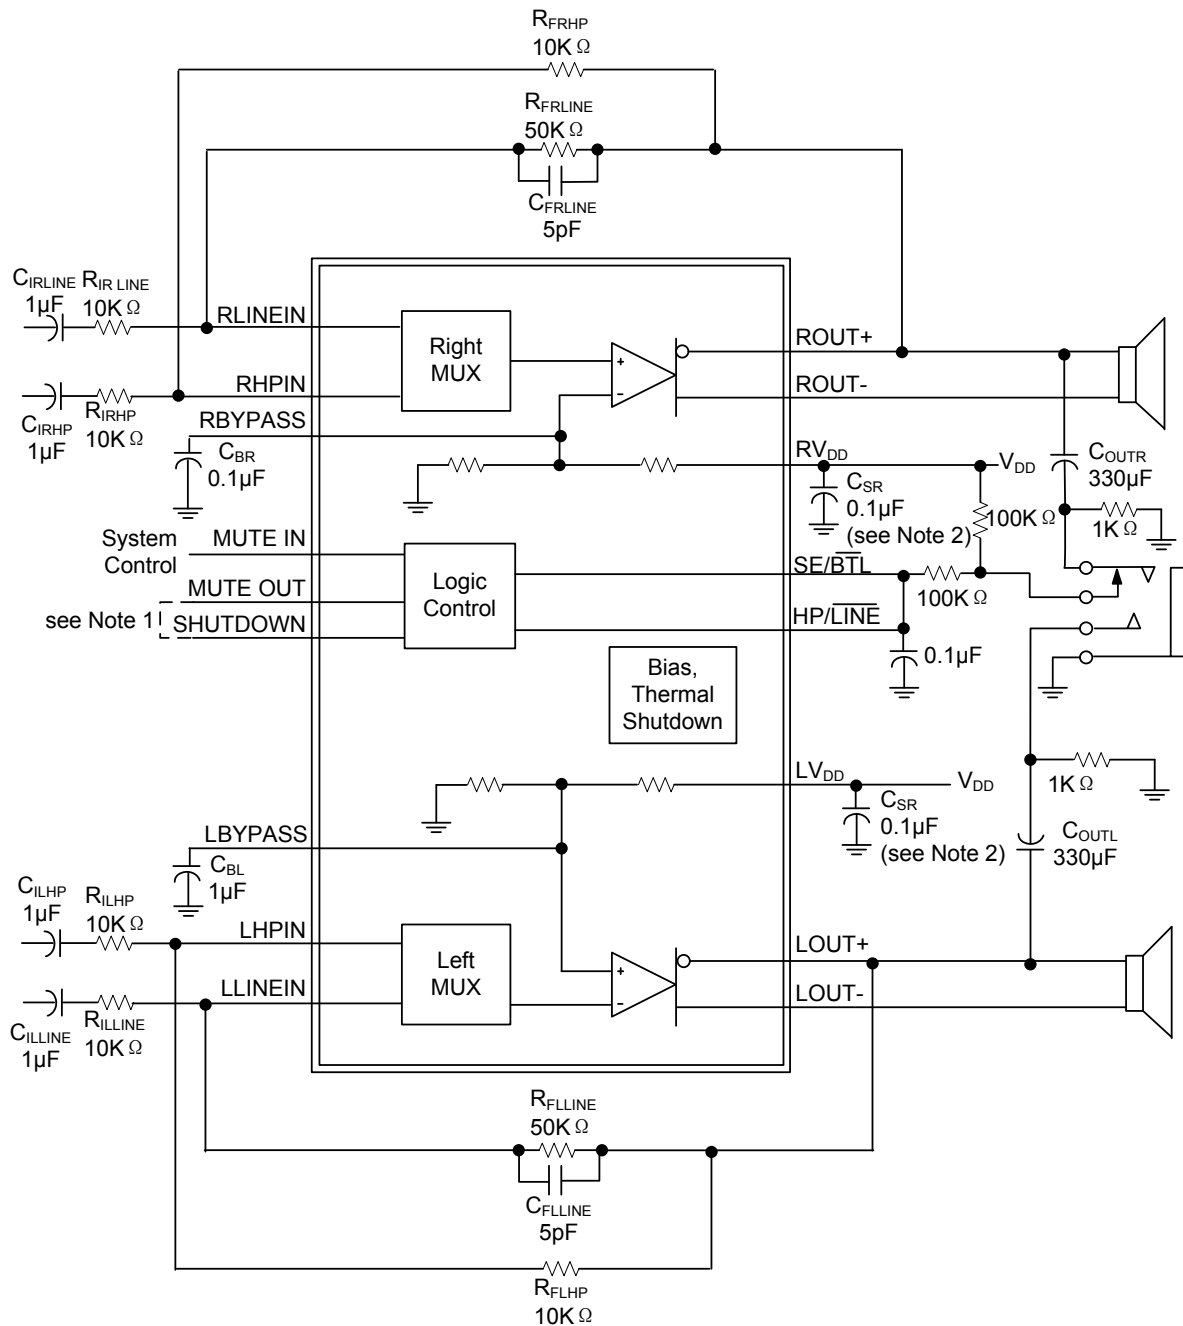 RFRHP
10K Ω
RFRLINE
50K Ω
CFRLINE
5pF
CIRLINE
1µF
RIR LINE
10K Ω
RLINEIN
Right
MUX
+
-
ROUT+
ROUT-
RHPIN
CIRHP
1µF
RIRHP
10K Ω
RBYPASS
CBR
0.1µF
RVDD
VDD
CSR
0.1µF
(see Note 2)
100K Ω
COUTR
330µF
1K Ω
System
Control
MUTE IN
MUTE OUT
see Note 1
SHUTDOWN
Logic
Control
SE/BTL
100K Ω
HP/LINE
0.1µF
Bias,
Thermal
Shutdown
LVDD
VDD
CSR
0.1µF
(see Note 2)
1K Ω
COUTL
330µF
LBYPASS
CBL
1µF
CILHP
1µF
RILHP
10K Ω
LHPIN
Left
MUX
+
-
LOUT+
LOUT-
LLINEIN
CILLINE
1µF
RILLINE
10K Ω
RFLLINE
50K Ω
CFLLINE
5pF
RFLHP
10K Ω